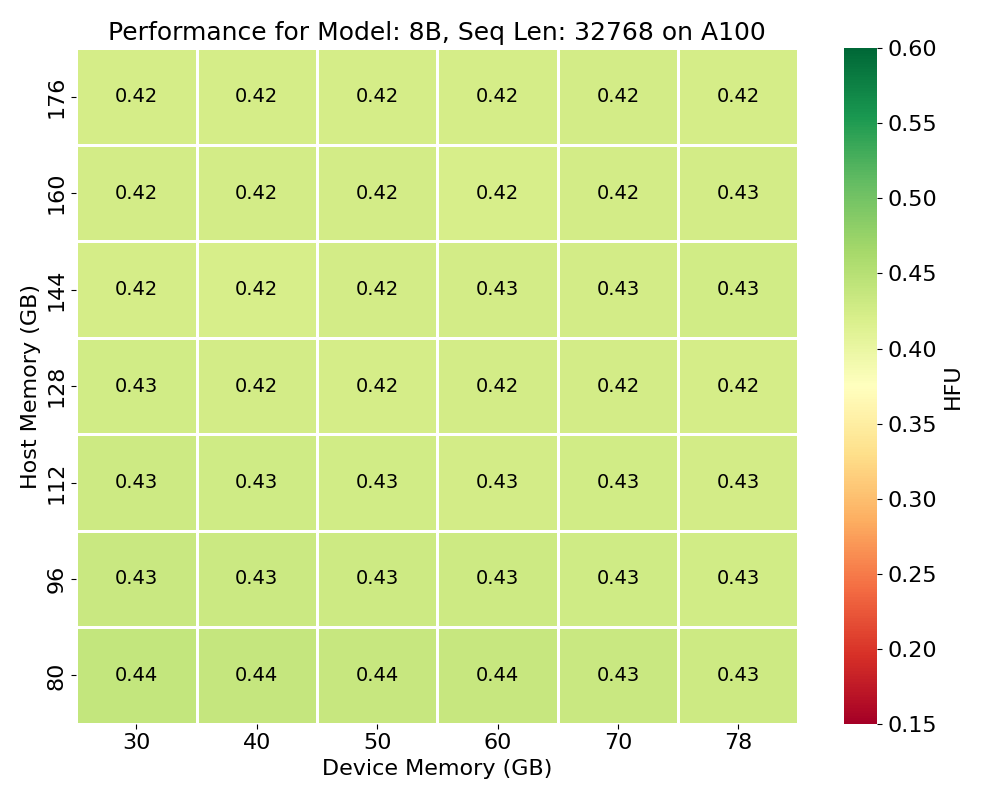 Performance for Model: 8B, Seq Len: 32768 on A100
176 0.42 0.42 0.42 0.42 0.42 0.42
160 0.42 0.42 0.42 0.42 0.42 0.43
144 0.42 0.42 0.42 0.43 0.43 0.43
128 0.43 0.42 0.42 0.42 0.42 0.42
112 0.43 0.43 0.43 0.43 0.43 0.43
96 0.43 0.43 0.43 0.43 0.43 0.43
80 0.44 0.44 0.44 0.44 0.43 0.43
30 40 50 60 70 78
Device Memory (GB)
Host Memory (GB)
0.60
0.55
0.50
0.45
0.40
0.35
0.30
0.25
0.20
0.15
HFU